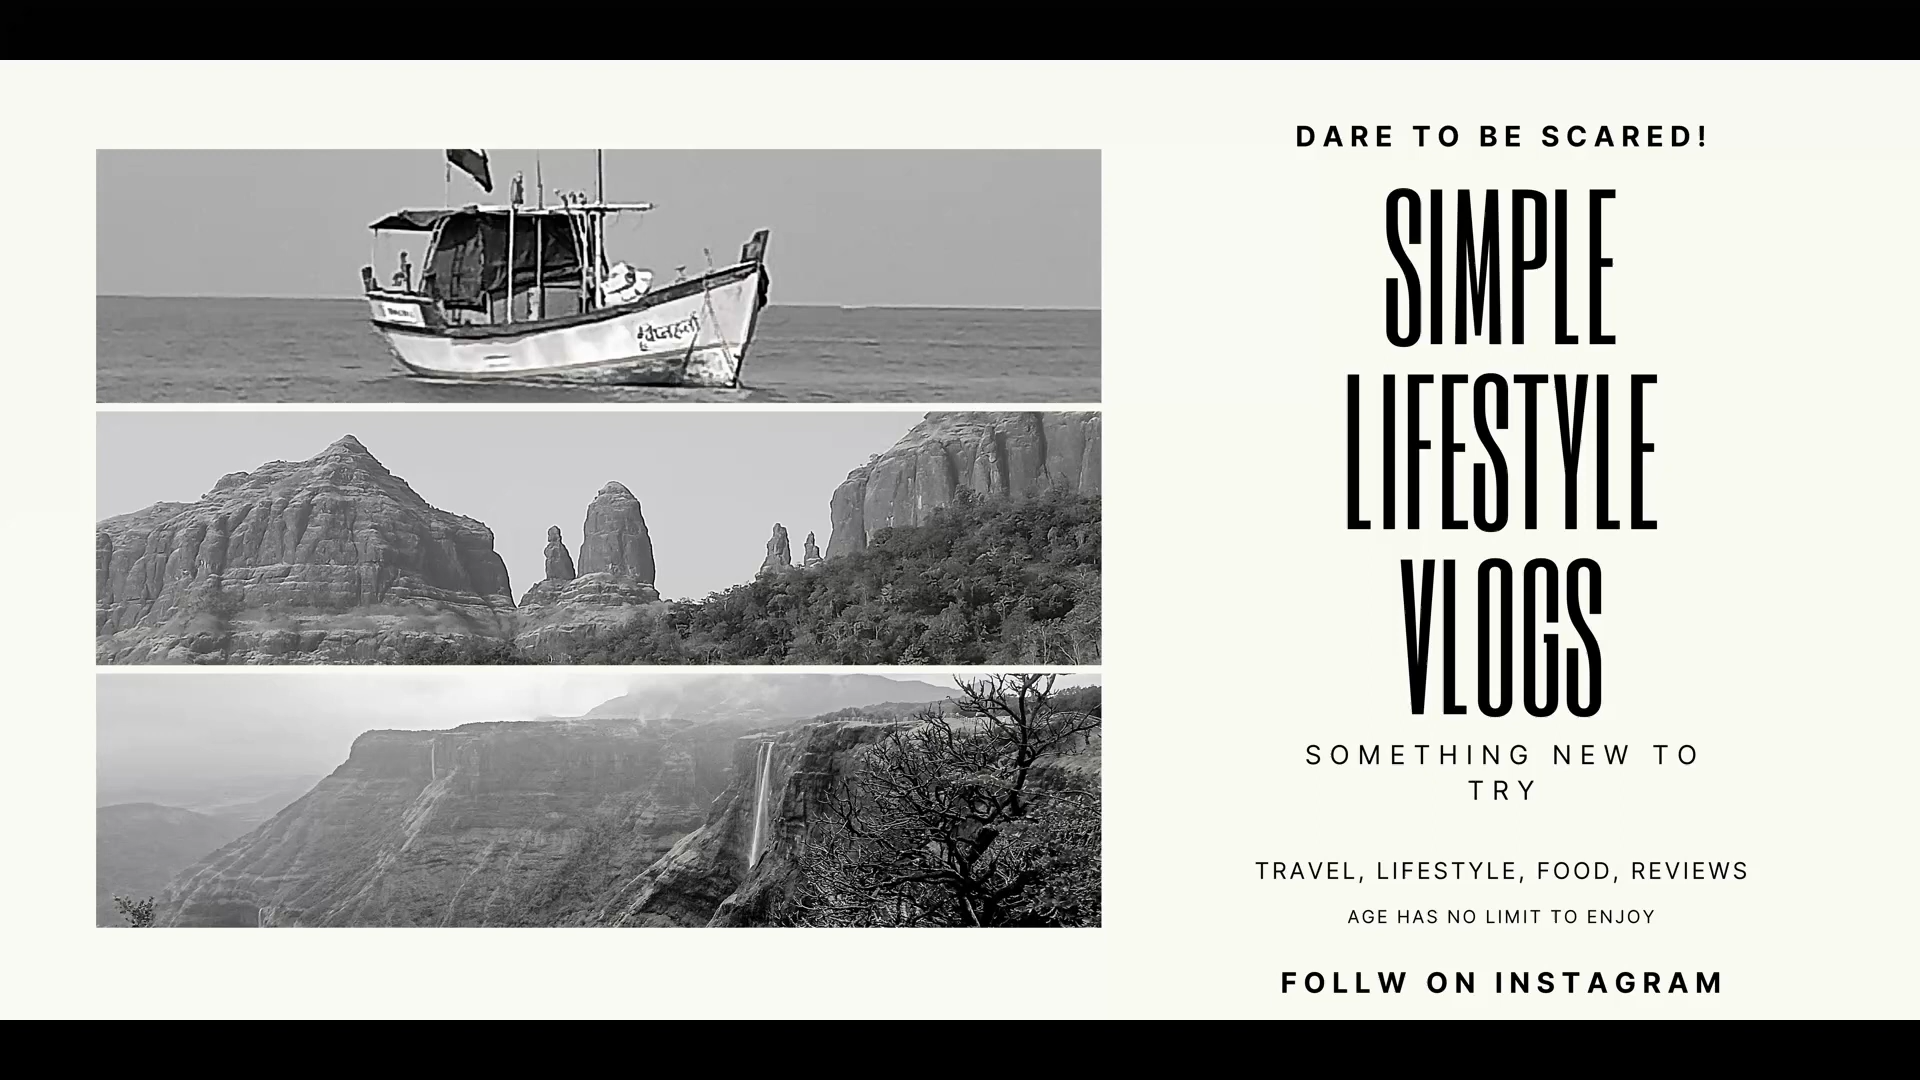 DARE TO BE SCARED!
SIMPLE
LIFESTYLE
VLOGS
SOMETHING NEW TO
TRY
TRAVEL, LIFESTYLE, FOOD, REVIEWS
AGE HAS NO LIMIT TO ENJOY
FOLLW ON INSTAGRAM